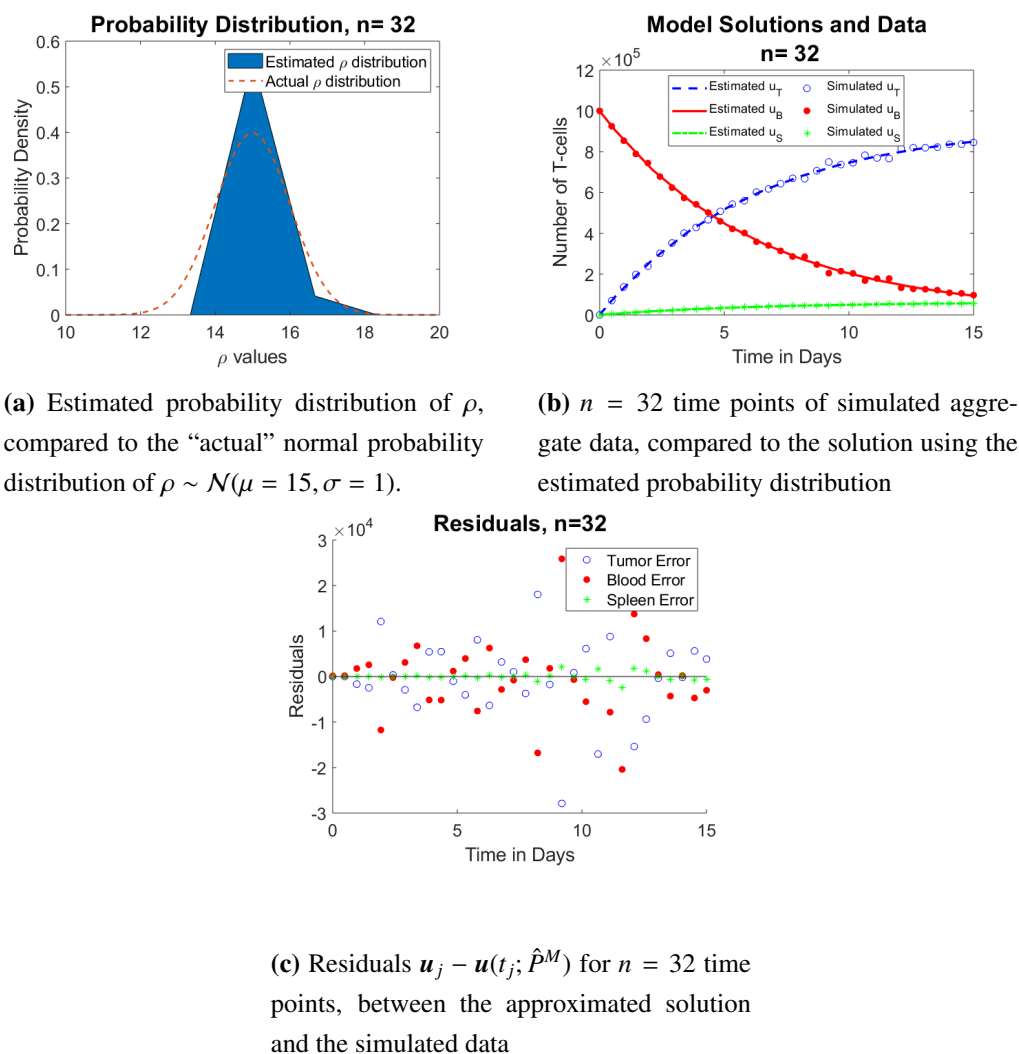 Probability Distribution, n= 32
0.6
0.5
0.4
0.3
0.2
0.1
0
Probability Density
Estimated ρ distribution
Actual ρ distribution
10 12 14 16 18 20
ρ values
Model Solutions and Data
n= 32
×10⁵
12
10
8
6
4
2
0
Number of T-cells
Estimated u_T Simulated u_T
Estimated u_B Simulated u_B
Estimated u_S Simulated u_S
0 5 10 15
Time in Days
(a) Estimated probability distribution of ρ,
compared to the “actual” normal probability
distribution of ρ ∼ N(μ = 15, σ = 1).
(b) n = 32 time points of simulated aggre-
gate data, compared to the solution using the
estimated probability distribution
Residuals, n=32
×10⁴
3
2
1
0
-1
-2
-3
Residuals
Tumor Error
Blood Error
Spleen Error
0 5 10 15
Time in Days
(c) Residuals u_j − u(t_j; P̂^M) for n = 32 time
points, between the approximated solution
and the simulated data